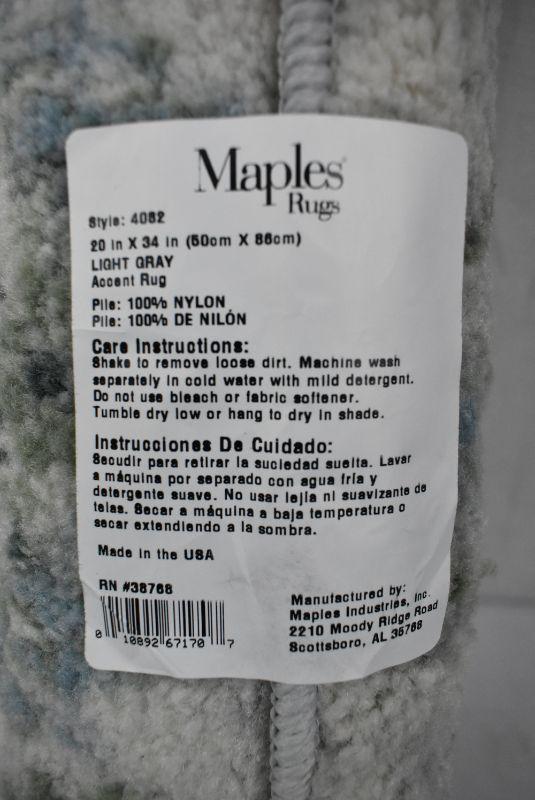 Maples
Rugs
Style: 4082
20 in X 34 in (50cm X 86cm)
LIGHT GRAY
Accent Rug
Pile: 100% NYLON
Pile: 100% DE NILÓN
Care Instructions:
Shake to remove loose dirt. Machine wash
separately in cold water with mild detergent.
Do not use bleach or fabric softener.
Tumble dry low or hang to dry in shade.
Instrucciones De Cuidado:
Secudir para retirar la suciedad suelta. Lavar
a máquina por separado con agua fría y
detergente suave. No usar lejía ni suavizante de
telas. Secar a máquina a baja temperatura o
secar extendiendo a la sombra.
Made in the USA
RN #38768
0 10892 67170 7
Manufactured by:
Maples Industries, Inc.
2210 Moody Ridge Road
Scottsboro, AL 35768